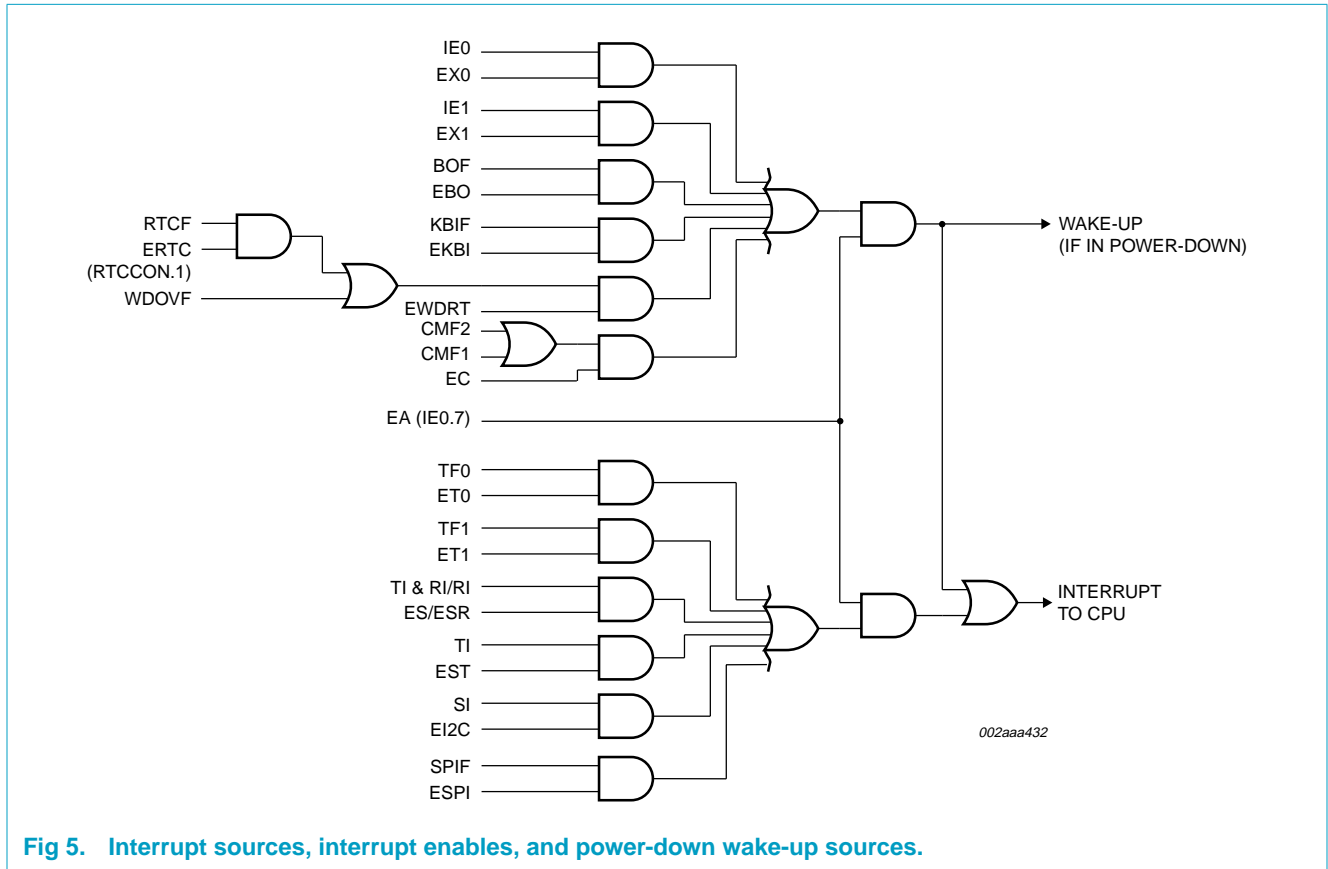 IE0
EX0
IE1
EX1
BOF
EBO
KBIF
EKBI
RTCF
ERTC
(RTCCON.1)
WDOVF
EWDRT
CMF2
CMF1
EC
EA (IE0.7)
WAKE-UP
(IF IN POWER-DOWN)
TF0
ET0
TF1
ET1
TI & RI/RI
ES/ESR
TI
EST
SI
EI2C
SPIF
ESPI
INTERRUPT
TO CPU
002aaa432
Fig 5. Interrupt sources, interrupt enables, and power-down wake-up sources.